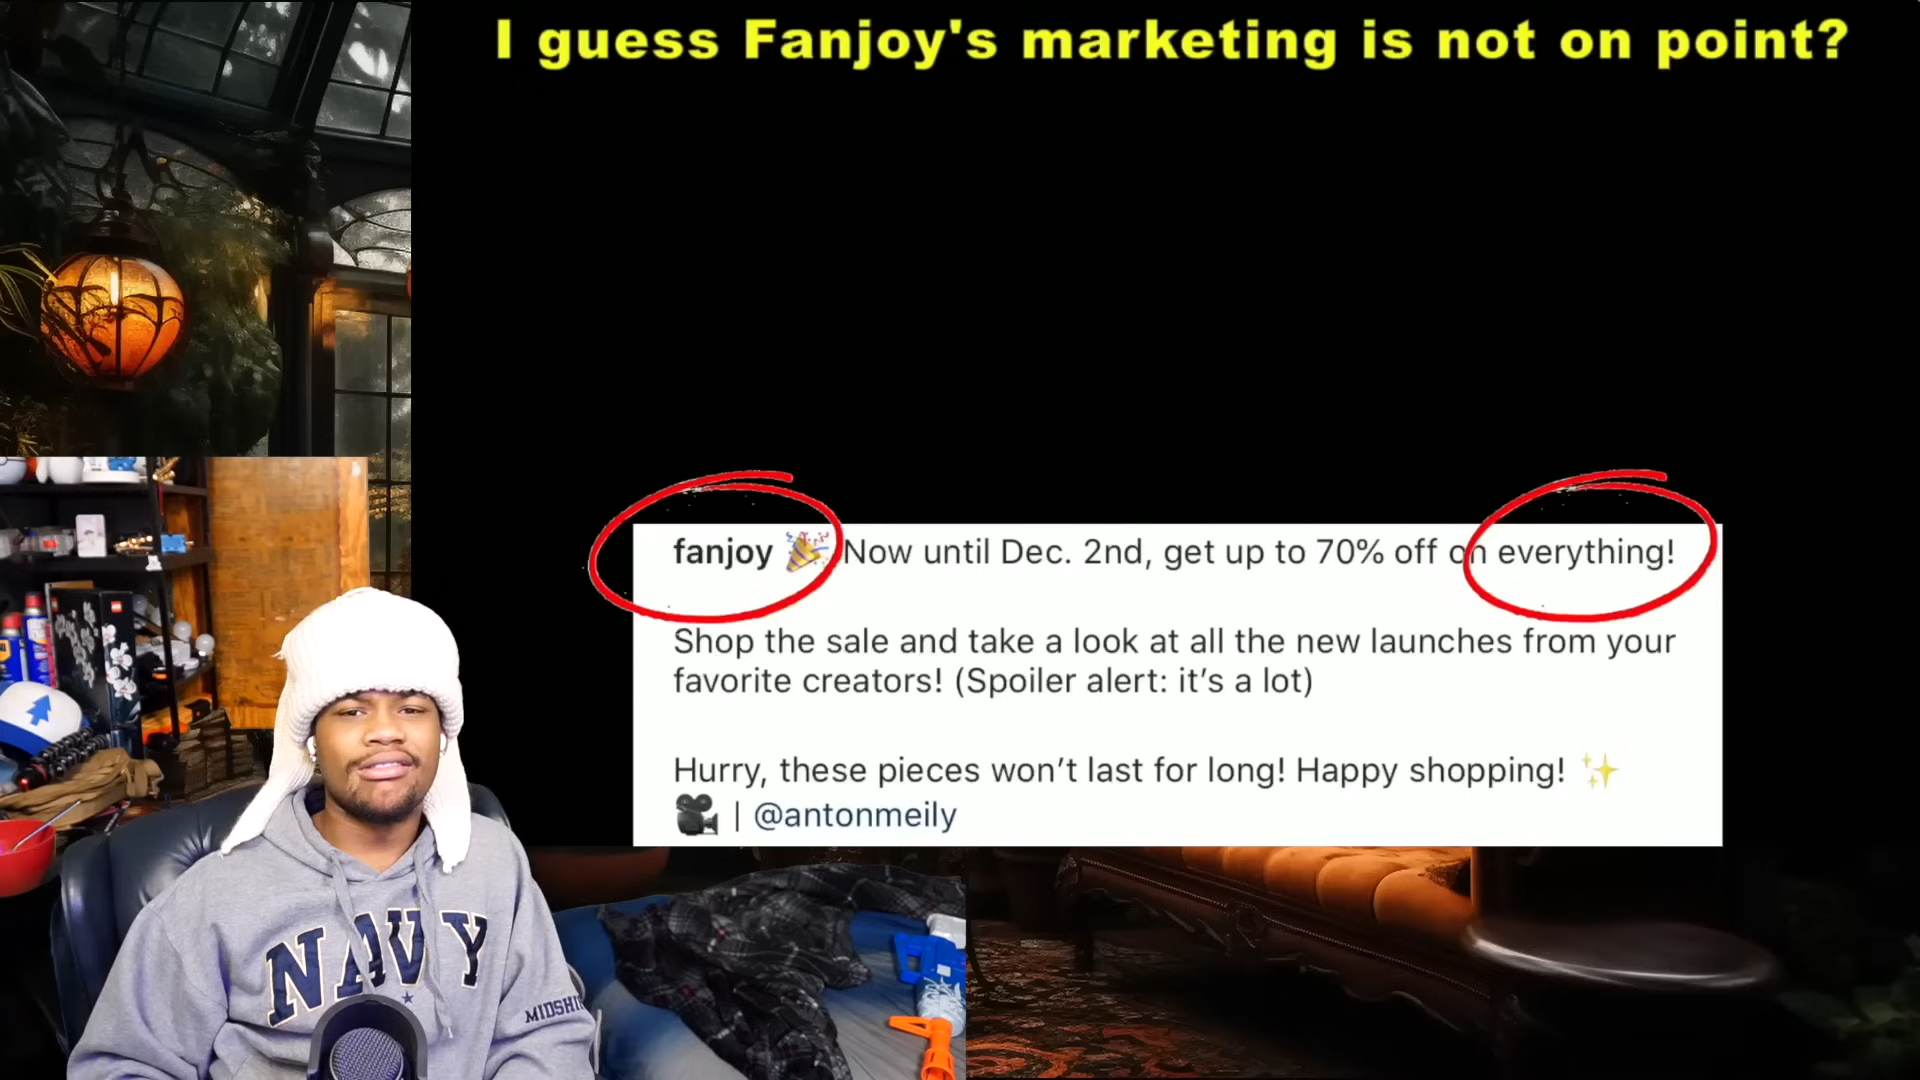 I guess Fanjoy's marketing is not on point?
fanjoy 🎉 Now until Dec. 2nd, get up to 70% off on everything!
Shop the sale and take a look at all the new launches from your
favorite creators! (Spoiler alert: it’s a lot)
Hurry, these pieces won’t last for long! Happy shopping! ✨
🎥 | @antonmeily
NAVY